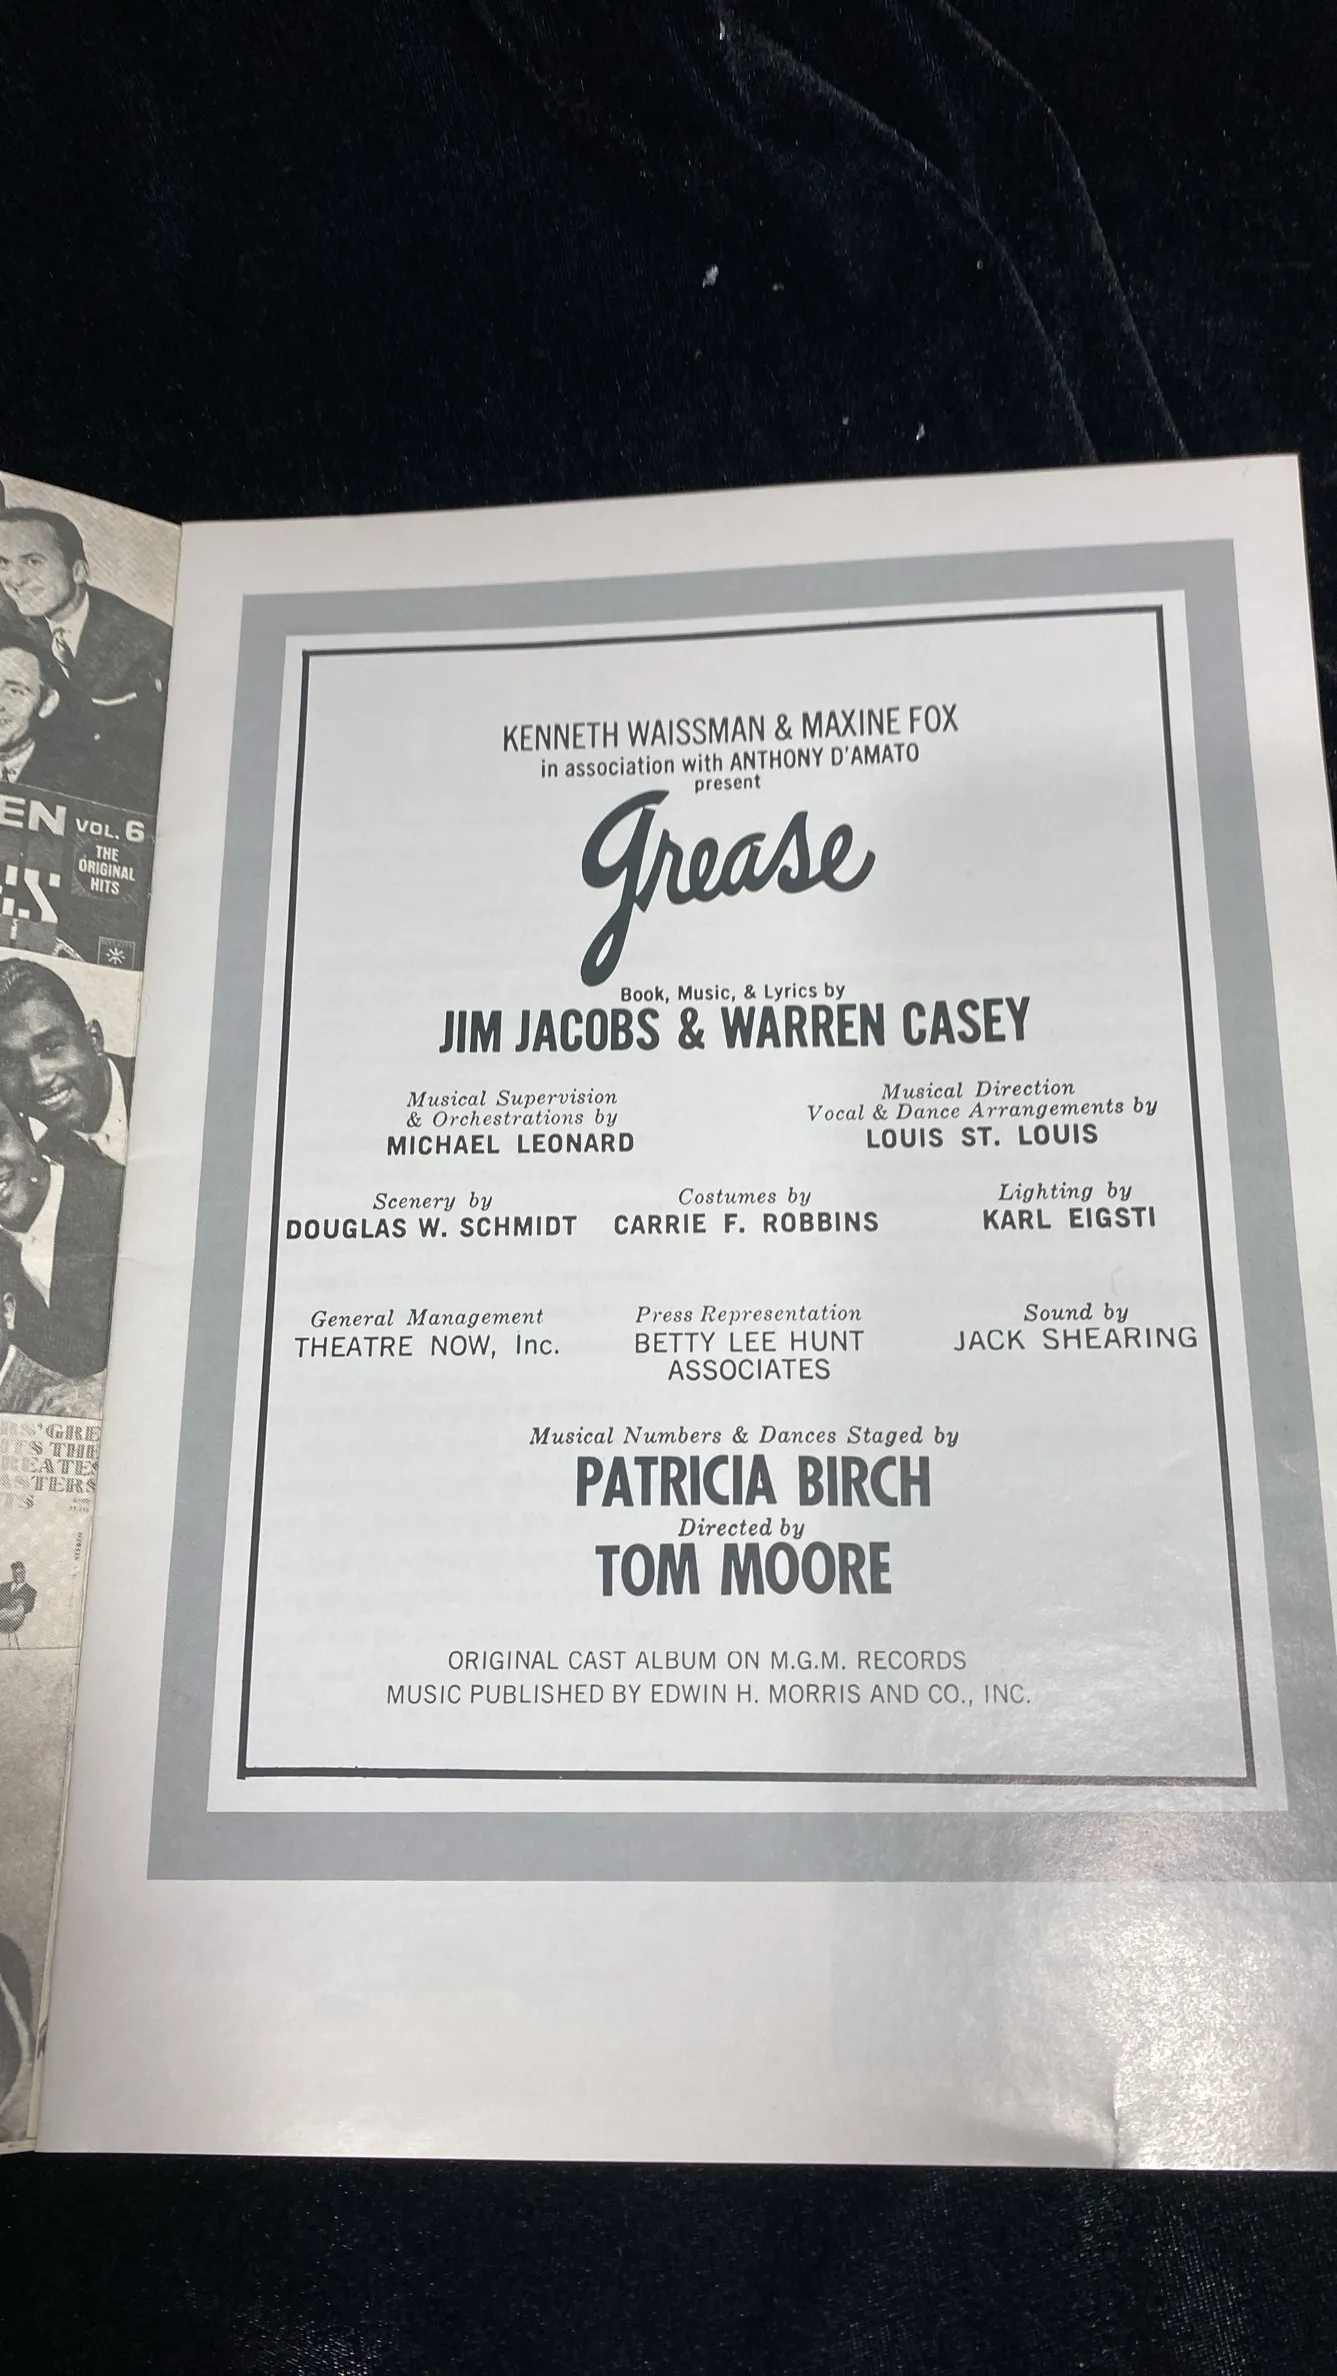 EN VOL. 6
THE
ORIGINAL
HITS
KENNETH WAISSMAN & MAXINE FOX
in association with ANTHONY D'AMATO
present
grease
Book, Music, & Lyrics by
JIM JACOBS & WARREN CASEY
Musical Supervision
& Orchestrations by
MICHAEL LEONARD
Musical Direction
Vocal & Dance Arrangements by
LOUIS ST. LOUIS
Scenery by
DOUGLAS W. SCHMIDT
Costumes by
CARRIE F. ROBBINS
Lighting by
KARL EIGSTI
General Management
THEATRE NOW, Inc.
Press Representation
BETTY LEE HUNT
ASSOCIATES
Sound by
JACK SHEARING
Musical Numbers & Dances Staged by
PATRICIA BIRCH
Directed by
TOM MOORE
ORIGINAL CAST ALBUM ON M.G.M. RECORDS
MUSIC PUBLISHED BY EDWIN H. MORRIS AND CO., INC.